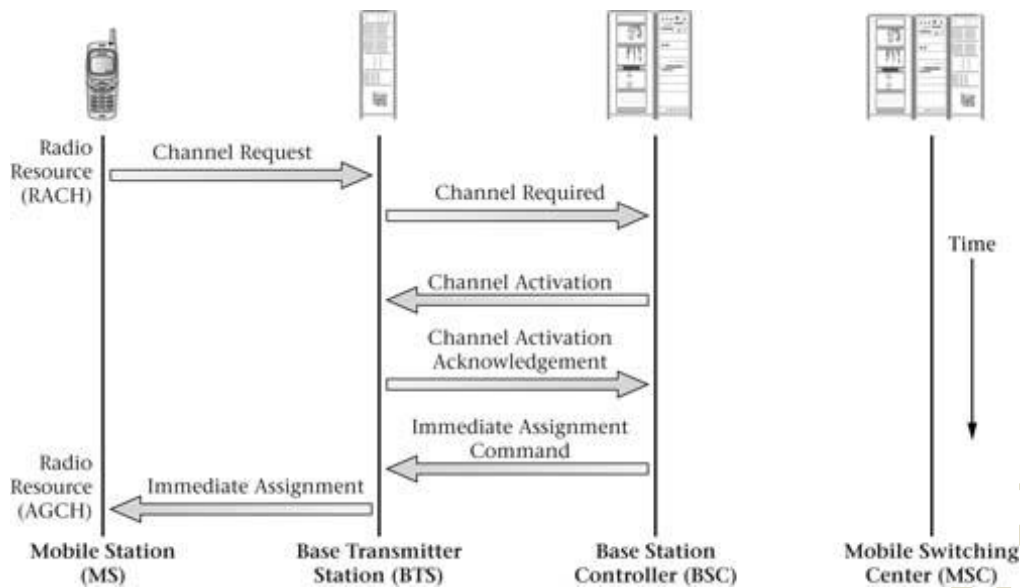 Radio
Resource
(RACH)
Channel Request
Channel Required
Time
Channel Activation
Channel Activation
Acknowledgement
Immediate Assignment
Command
Radio
Resource
(AGCH)
Immediate Assignment
Mobile Station
(MS)
Base Transmitter
Station (BTS)
Base Station
Controller (BSC)
Mobile Switching
Center (MSC)